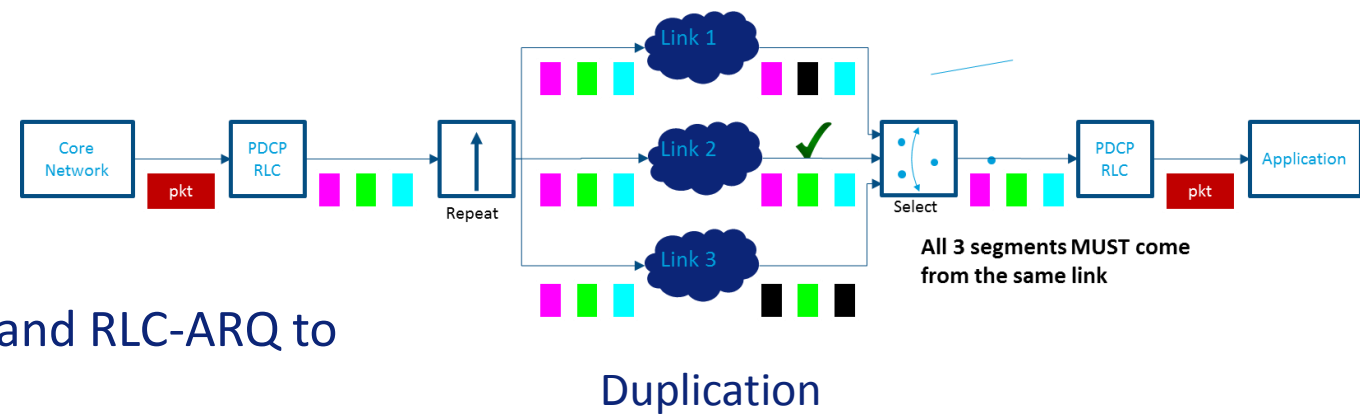 Link 1
Core
Network
pkt
PDCP
RLC
Repeat
Link 2
Select
PDCP
RLC
pkt
Application
Link 3
All 3 segments MUST come
from the same link
and RLC-ARQ to
Duplication